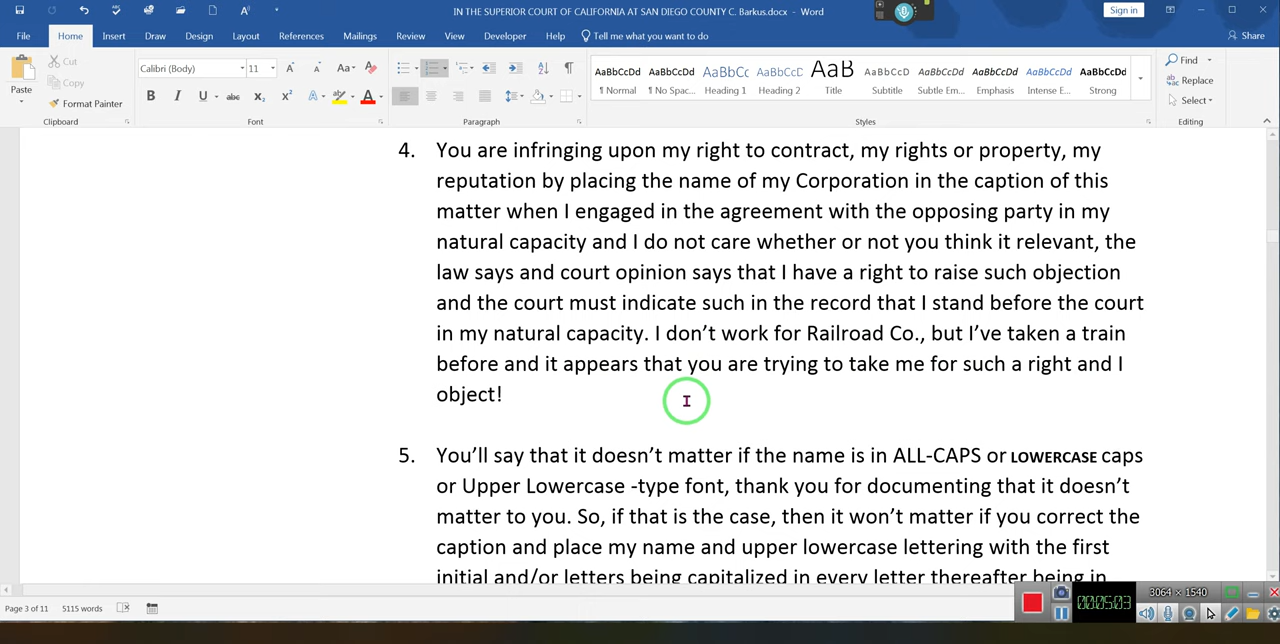 IN THE SUPERIOR COURT OF CALIFORNIA AT SAN DIEGO COUNTY C. Barkus.docx - Word
Sign in
File Home Insert Draw Design Layout References Mailings Review View Developer Help Tell me what you want to do Share
Paste
Cut
Copy
Format Painter
Clipboard
Calibri (Body) 11
Font
Paragraph
AaBbCcDd AaBbCcDd AaBbCc AaBbCcD AaB AaBbCcD AaBbCcDd AaBbCcDd AaBbCcDd AaBbCcDd
¶ Normal ¶ No Spac... Heading 1 Heading 2 Title Subtitle Subtle Em... Emphasis Intense E... Strong
Styles
Find
Replace
Select
Editing
4. You are infringing upon my right to contract, my rights or property, my
reputation by placing the name of my Corporation in the caption of this
matter when I engaged in the agreement with the opposing party in my
natural capacity and I do not care whether or not you think it relevant, the
law says and court opinion says that I have a right to raise such objection
and the court must indicate such in the record that I stand before the court
in my natural capacity. I don't work for Railroad Co., but I've taken a train
before and it appears that you are trying to take me for such a right and I
object!
5. You'll say that it doesn't matter if the name is in ALL-CAPS or LOWERCASE caps
or Upper Lowercase -type font, thank you for documenting that it doesn't
matter to you. So, if that is the case, then it won't matter if you correct the
caption and place my name and upper lowercase lettering with the first
initial and/or letters being capitalized in every letter thereafter being in
Page 3 of 11 5115 words
00:05:03
3064 × 1540